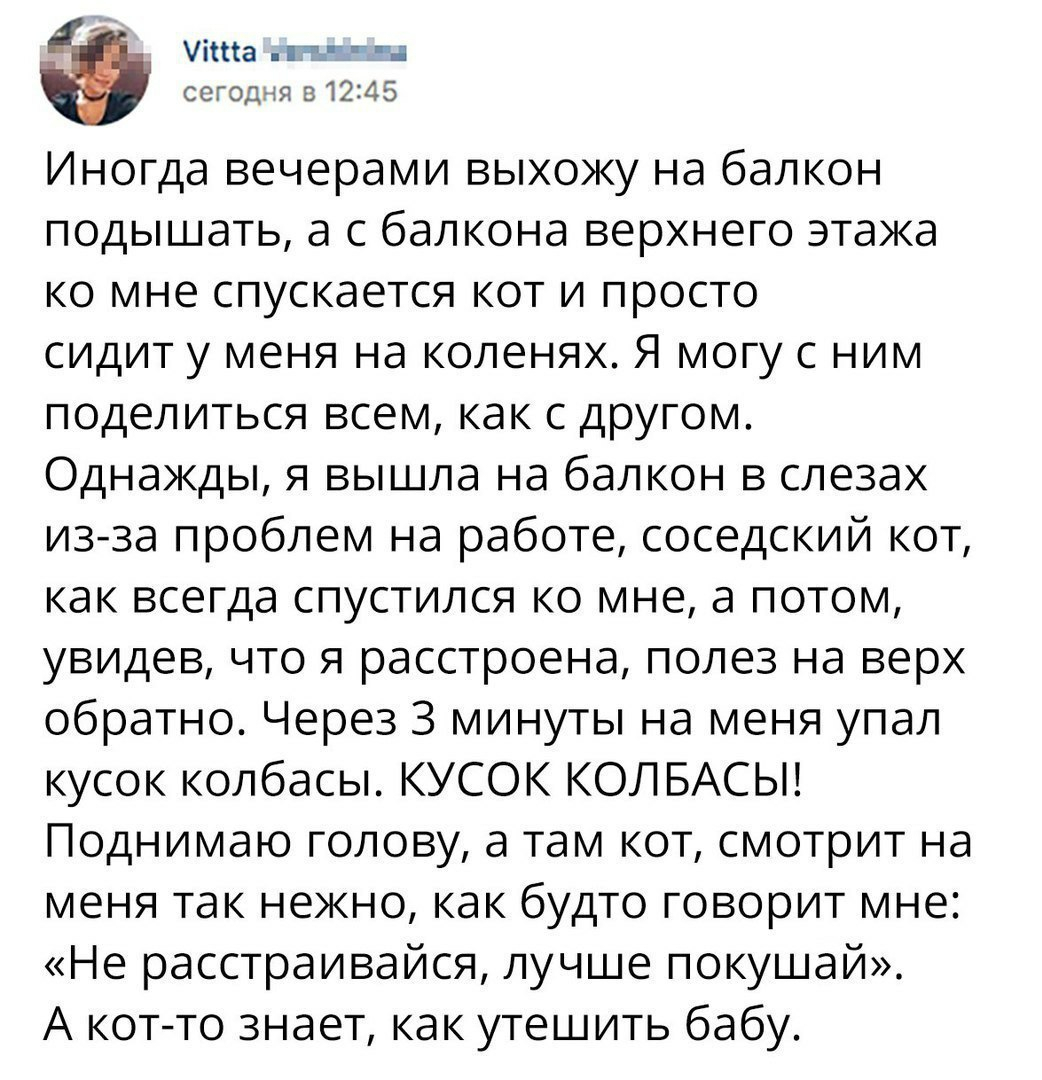 Vittta
сегодня в 12:45
Иногда вечерами выхожу на балкон
подышать, а с балкона верхнего этажа
ко мне спускается кот и просто
сидит у меня на коленях. Я могу с ним
поделиться всем, как с другом.
Однажды, я вышла на балкон в слезах
из-за проблем на работе, соседский кот,
как всегда спустился ко мне, а потом,
увидев, что я расстроена, полез на верх
обратно. Через 3 минуты на меня упал
кусок колбасы. КУСОК КОЛБАСЫ!
Поднимаю голову, а там кот, смотрит на
меня так нежно, как будто говорит мне:
«Не расстраивайся, лучше покушай».
А кот-то знает, как утешить бабу.